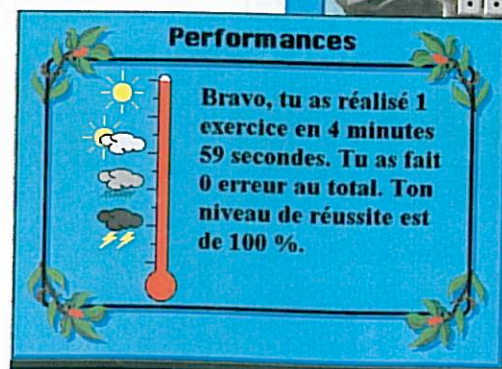 Performances
Bravo, tu as réalisé 1
exercice en 4 minutes
59 secondes. Tu as fait
0 erreur au total. Ton
niveau de réussite est
de 100 %.